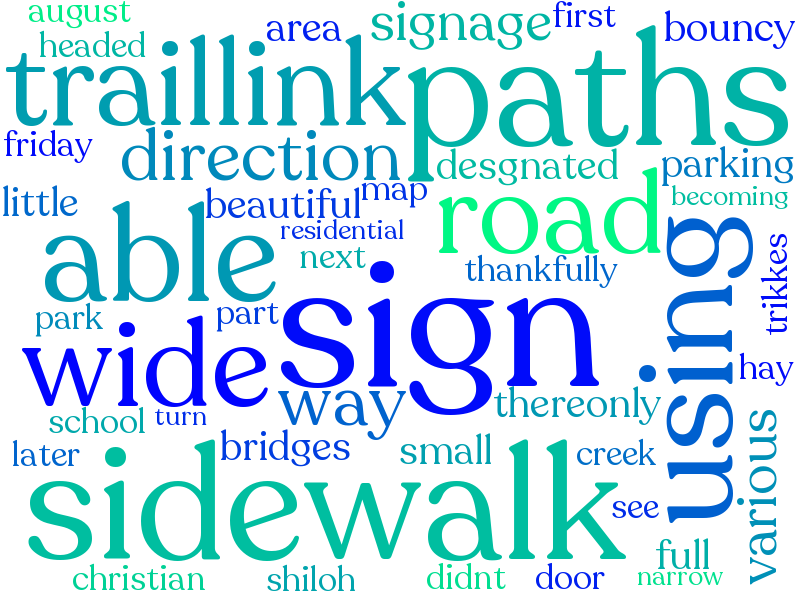 august
area
signage
first
bouncy
headed
traillink
paths
friday
direction
desgnated
parking
little
beautiful
map
road
becoming
able
residential
next
thankfully
using
trikkes
park
part
sign
wide
way
thereonly
hay
school
turn
later
bridges
small
creek
various
sidewalk
see
full
christian
shiloh
didnt
door
narrow